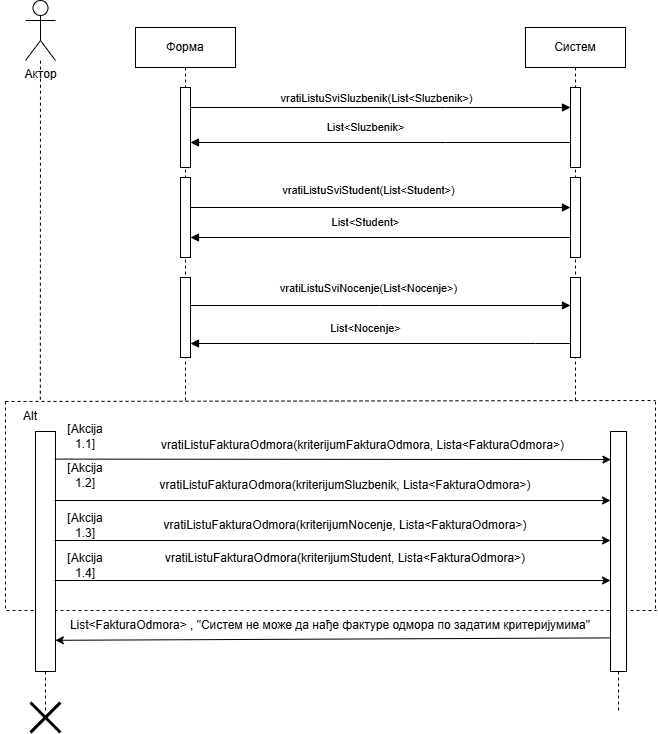 Актор
Форма
Систем
vratiListuSviSluzbenik(List<Sluzbenik>)
List<Sluzbenik>
vratiListuSviStudent(List<Student>)
List<Student>
vratiListuSviNocenje(List<Nocenje>)
List<Nocenje>
Alt
[Akcija
1.1]
vratiListuFakturaOdmora(kriterijumFakturaOdmora, Lista<FakturaOdmora>)
[Akcija
1.2]
vratiListuFakturaOdmora(kriterijumSluzbenik, Lista<FakturaOdmora>)
[Akcija
1.3]
vratiListuFakturaOdmora(kriterijumNocenje, Lista<FakturaOdmora>)
[Akcija
1.4]
vratiListuFakturaOdmora(kriterijumStudent, Lista<FakturaOdmora>)
List<FakturaOdmora> , "Систем не може да нађе фактуре одмора по задатим критеријумима"